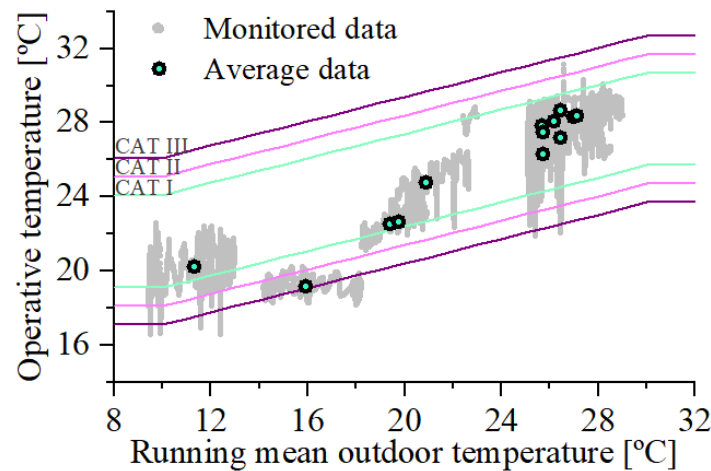 Monitored data
Average data
CAT III
CAT II
CAT I
Operative temperature [ºC]
32
28
24
20
16
8 12 16 20 24 28 32
Running mean outdoor temperature [ºC]